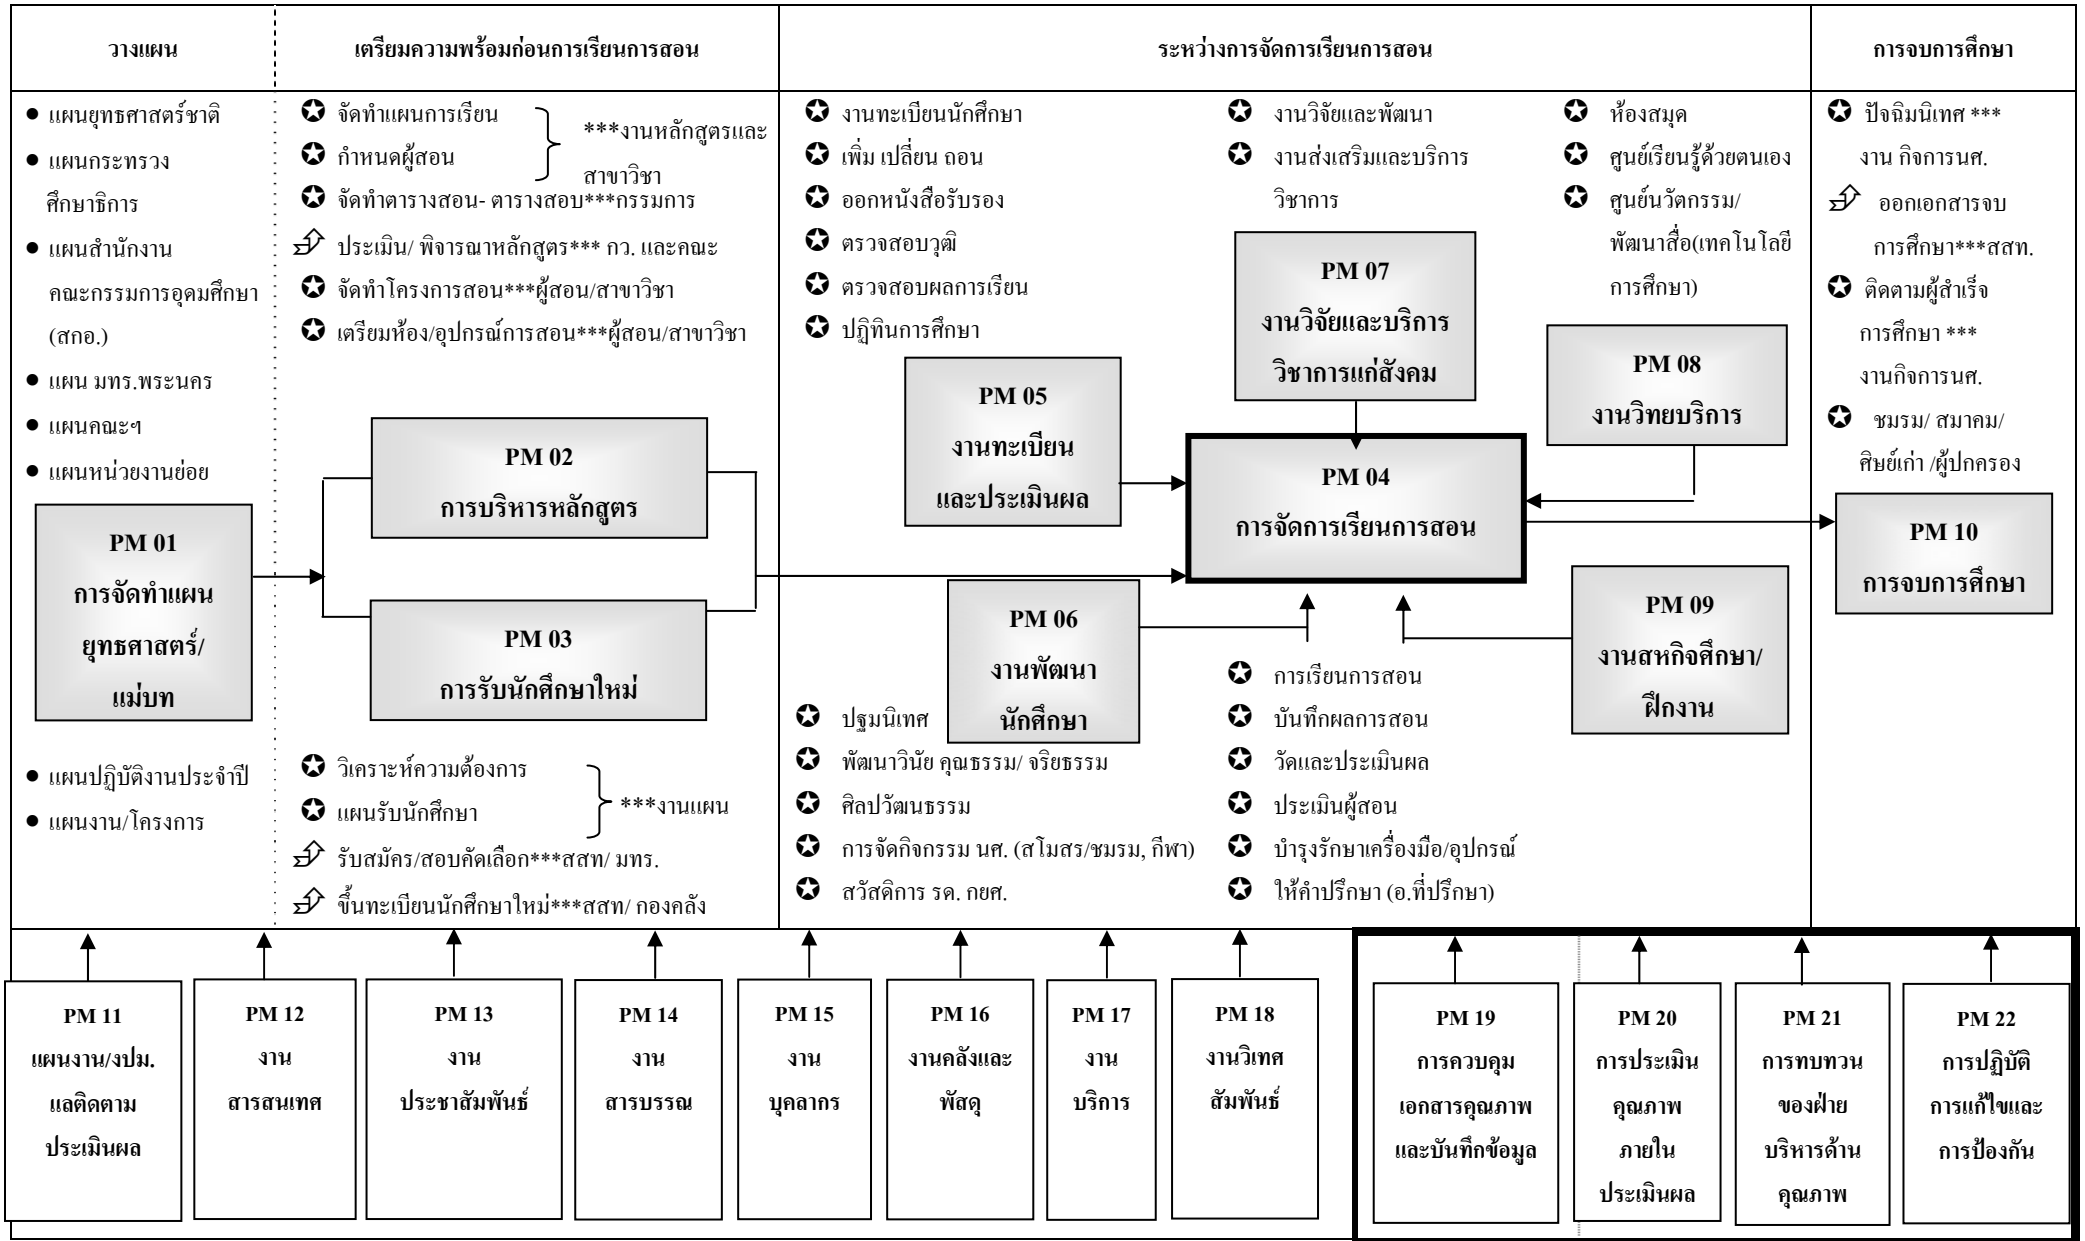 วางแผน
เตรียมความพร้อมก่อนการเรียนการสอน
ระหว่างการจัดการเรียนการสอน
การจบการศึกษา
● แผนยุทธศาสตร์ชาติ
● แผนกระทรวง
ศึกษาธิการ
● แผนสำนักงาน
คณะกรรมการอุดมศึกษา
(สกอ.)
● แผน มทร.พระนคร
● แผนคณะฯ
● แผนหน่วยงานย่อย
PM 01
การจัดทำแผน
ยุทธศาสตร์/
แม่บท
● แผนปฏิบัติงานประจำปี
● แผนงาน/โครงการ
✪ จัดทำแผนการเรียน
✪ กำหนดผู้สอน
***งานหลักสูตรและ
สาขาวิชา
✪ จัดทำตารางสอน- ตารางสอบ***กรรมการ
ประเมิน/ พิจารณาหลักสูตร*** กว. และคณะ
✪ จัดทำโครงการสอน***ผู้สอน/สาขาวิชา
✪ เตรียมห้อง/อุปกรณ์การสอน***ผู้สอน/สาขาวิชา
PM 02
การบริหารหลักสูตร
PM 03
การรับนักศึกษาใหม่
✪ วิเคราะห์ความต้องการ
✪ แผนรับนักศึกษา
***งานแผน
รับสมัคร/สอบคัดเลือก***สสท/ มทร.
ขึ้นทะเบียนนักศึกษาใหม่***สสท/ กองคลัง
✪ งานทะเบียนนักศึกษา
✪ เพิ่ม เปลี่ยน ถอน
✪ ออกหนังสือรับรอง
✪ ตรวจสอบวุฒิ
✪ ตรวจสอบผลการเรียน
✪ ปฏิทินการศึกษา
✪ งานวิจัยและพัฒนา
✪ งานส่งเสริมและบริการ
วิชาการ
✪ ห้องสมุด
✪ ศูนย์เรียนรู้ด้วยตนเอง
✪ ศูนย์นวัตกรรม/
พัฒนาสื่อ(เทคโนโลยี
การศึกษา)
PM 05
งานทะเบียน
และประเมินผล
PM 07
งานวิจัยและบริการ
วิชาการแก่สังคม
PM 08
งานวิทยบริการ
PM 04
การจัดการเรียนการสอน
PM 06
งานพัฒนา
นักศึกษา
PM 09
งานสหกิจศึกษา/
ฝึกงาน
✪ ปฐมนิเทศ
✪ พัฒนาวินัย คุณธรรม/ จริยธรรม
✪ ศิลปวัฒนธรรม
✪ การจัดกิจกรรม นศ. (สโมสร/ชมรม, กีฬา)
✪ สวัสดิการ รด. กยศ.
✪ การเรียนการสอน
✪ บันทึกผลการสอน
✪ วัดและประเมินผล
✪ ประเมินผู้สอน
✪ บำรุงรักษาเครื่องมือ/อุปกรณ์
✪ ให้คำปรึกษา (อ.ที่ปรึกษา)
✪ ปัจฉิมนิเทศ ***
งาน กิจการนศ.
ออกเอกสารจบ
การศึกษา***สสท.
✪ ติดตามผู้สำเร็จ
การศึกษา ***
งานกิจการนศ.
✪ ชมรม/ สมาคม/
ศิษย์เก่า /ผู้ปกครอง
PM 10
การจบการศึกษา
PM 11
แผนงาน/งปม.
แลติดตาม
ประเมินผล
PM 12
งาน
สารสนเทศ
PM 13
งาน
ประชาสัมพันธ์
PM 14
งาน
สารบรรณ
PM 15
งาน
บุคลากร
PM 16
งานคลังและ
พัสดุ
PM 17
งาน
บริการ
PM 18
งานวิเทศ
สัมพันธ์
PM 19
การควบคุม
เอกสารคุณภาพ
และบันทึกข้อมูล
PM 20
การประเมิน
คุณภาพ
ภายใน
ประเมินผล
PM 21
การทบทวน
ของฝ่าย
บริหารด้าน
คุณภาพ
PM 22
การปฏิบัติ
การแก้ไขและ
การป้องกัน